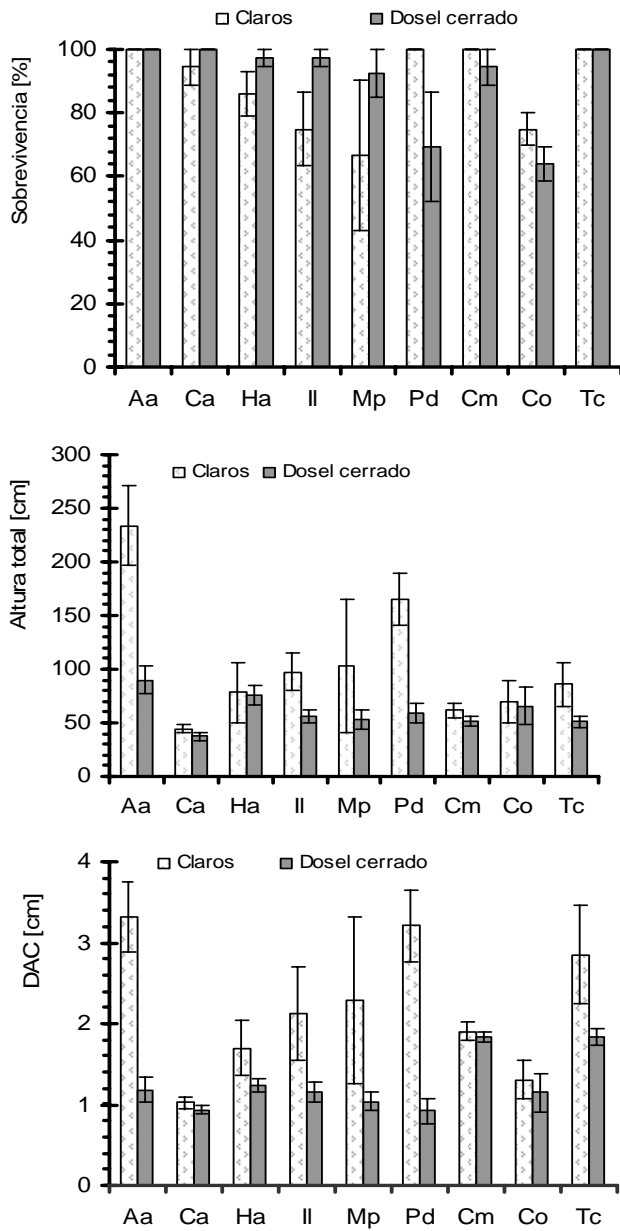 Claros Dosel cerrado
Sobrevivencia [%]
100
80
60
40
20
0
Aa Ca Ha Il Mp Pd Cm Co Tc
Claros Dosel cerrado
Altura total [cm]
300
250
200
150
100
50
0
Aa Ca Ha Il Mp Pd Cm Co Tc
Claros Dosel cerrado
DAC [cm]
4
3
2
1
0
Aa Ca Ha Il Mp Pd Cm Co Tc